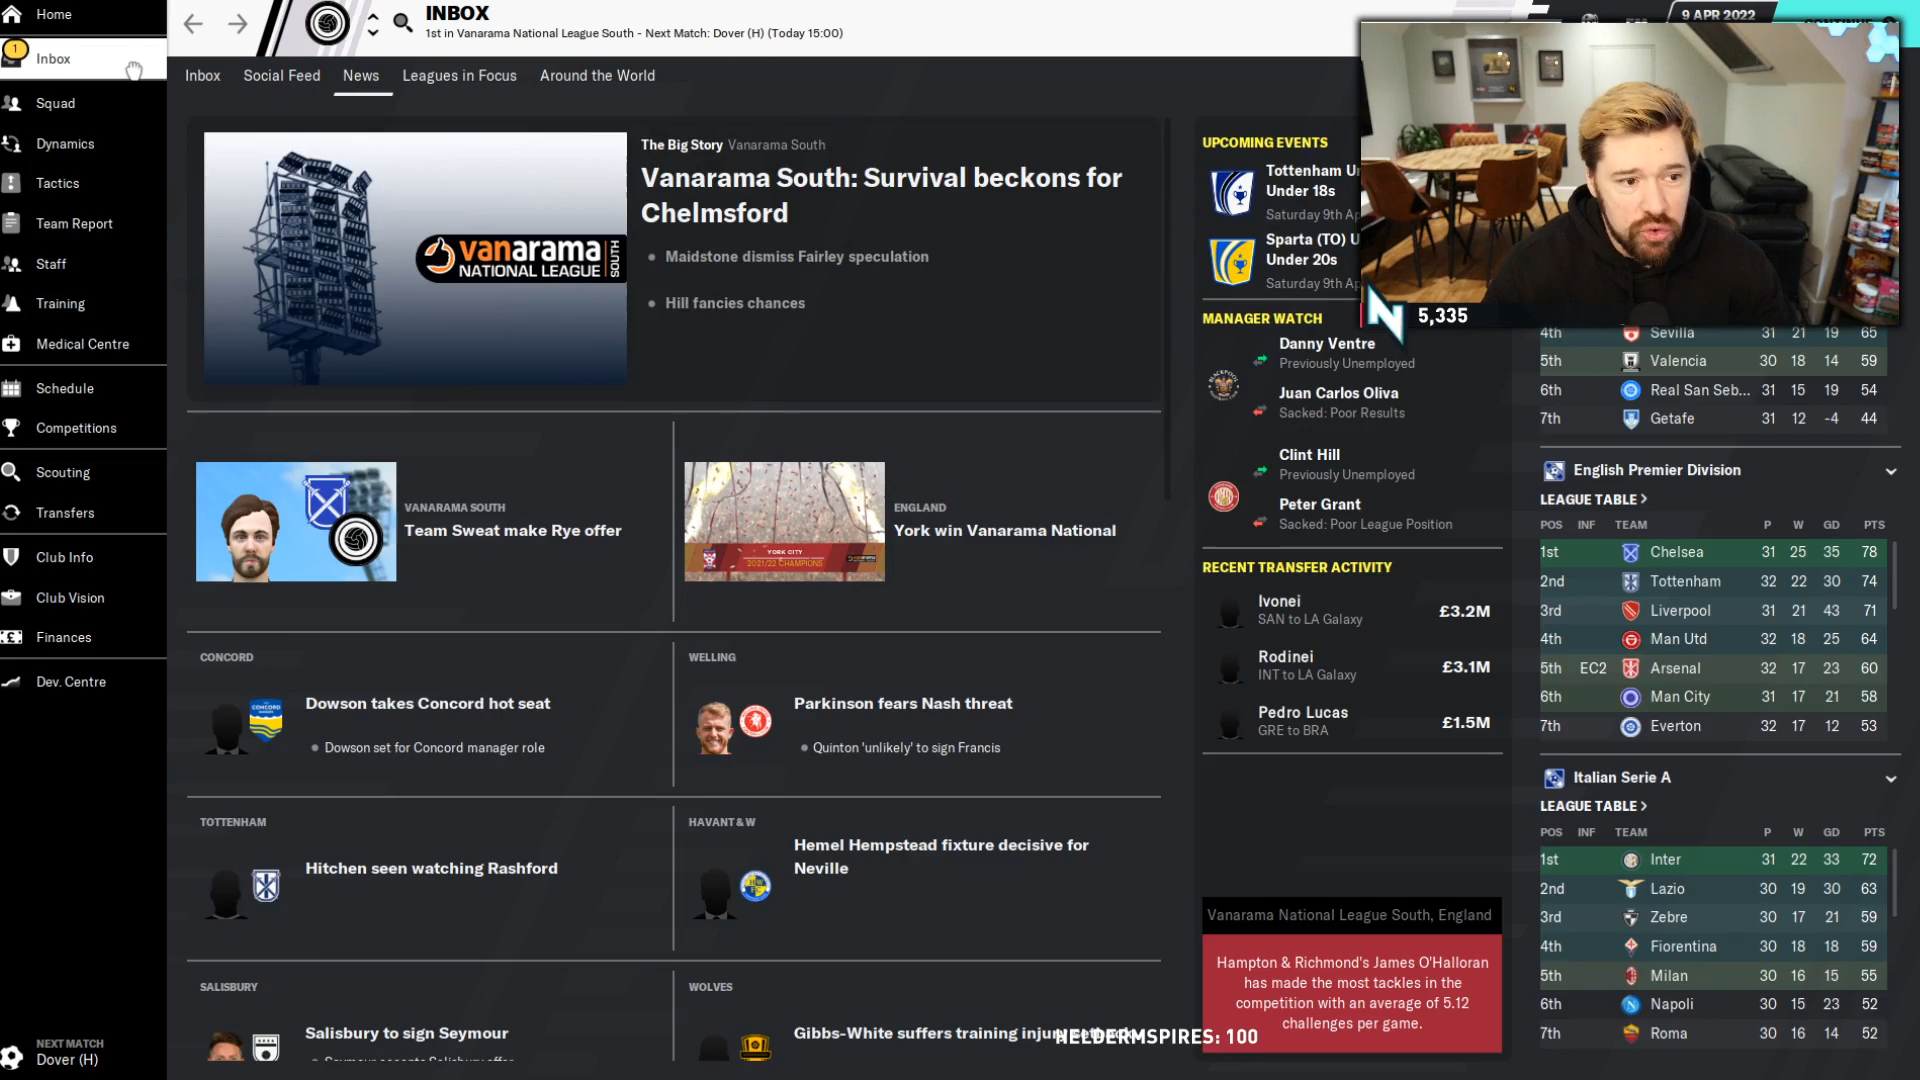 Home
INBOX
1st in Vanarama National League South - Next Match: Dover (H) (Today 15:00)
9 APR 2022
1
Inbox
Squad
Dynamics
Tactics
Team Report
Staff
Training
Medical Centre
Schedule
Competitions
Scouting
Transfers
Club Info
Club Vision
Finances
Dev. Centre
NEXT MATCH
Dover (H)
Inbox Social Feed News Leagues in Focus Around the World
vanarama
NATIONAL LEAGUE
SOUTH
The Big Story Vanarama South
Vanarama South: Survival beckons for
Chelmsford
Maidstone dismiss Fairley speculation
Hill fancies chances
VANARAMA SOUTH
Team Sweat make Rye offer
YORK CITY
2021/22 CHAMPIONS
ENGLAND
York win Vanarama National
CONCORD
Dowson takes Concord hot seat
Dowson set for Concord manager role
WELLING
Parkinson fears Nash threat
Quinton 'unlikely' to sign Francis
TOTTENHAM
Hitchen seen watching Rashford
HAVANT & W
Hemel Hempstead fixture decisive for
Neville
SALISBURY
Salisbury to sign Seymour
Seymour accepts Salisbury offer
WOLVES
Gibbs-White suffers training injury
UPCOMING EVENTS
Tottenham U
Under 18s
Saturday 9th Ap
Sparta (TO) U
Under 20s
Saturday 9th Ap
MANAGER WATCH
Danny Ventre
Previously Unemployed
Juan Carlos Oliva
Sacked: Poor Results
Clint Hill
Previously Unemployed
Peter Grant
Sacked: Poor League Position
RECENT TRANSFER ACTIVITY
Ivonei
SAN to LA Galaxy
£3.2M
Rodinei
INT to LA Galaxy
£3.1M
Pedro Lucas
GRE to BRA
£1.5M
Vanarama National League South, England
Hampton & Richmond's James O'Halloran
has made the most tackles in the
competition with an average of 5.12
challenges per game.
HELDERMSPIRES: 100
N 5,335
4th Sevilla 31 21 19 65
5th Valencia 30 18 14 59
6th Real San Seb... 31 15 19 54
7th Getafe 31 12 -4 44
English Premier Division
LEAGUE TABLE >
POS INF TEAM P W GD PTS
1st Chelsea 31 25 35 78
2nd Tottenham 32 22 30 74
3rd Liverpool 31 21 43 71
4th Man Utd 32 18 25 64
5th EC2 Arsenal 32 17 23 60
6th Man City 31 17 21 58
7th Everton 32 17 12 53
Italian Serie A
LEAGUE TABLE >
POS INF TEAM P W GD PTS
1st Inter 31 22 33 72
2nd Lazio 30 19 30 63
3rd Zebre 30 17 21 59
4th Fiorentina 30 18 18 59
5th Milan 30 16 15 55
6th Napoli 30 15 23 52
7th Roma 30 16 14 52